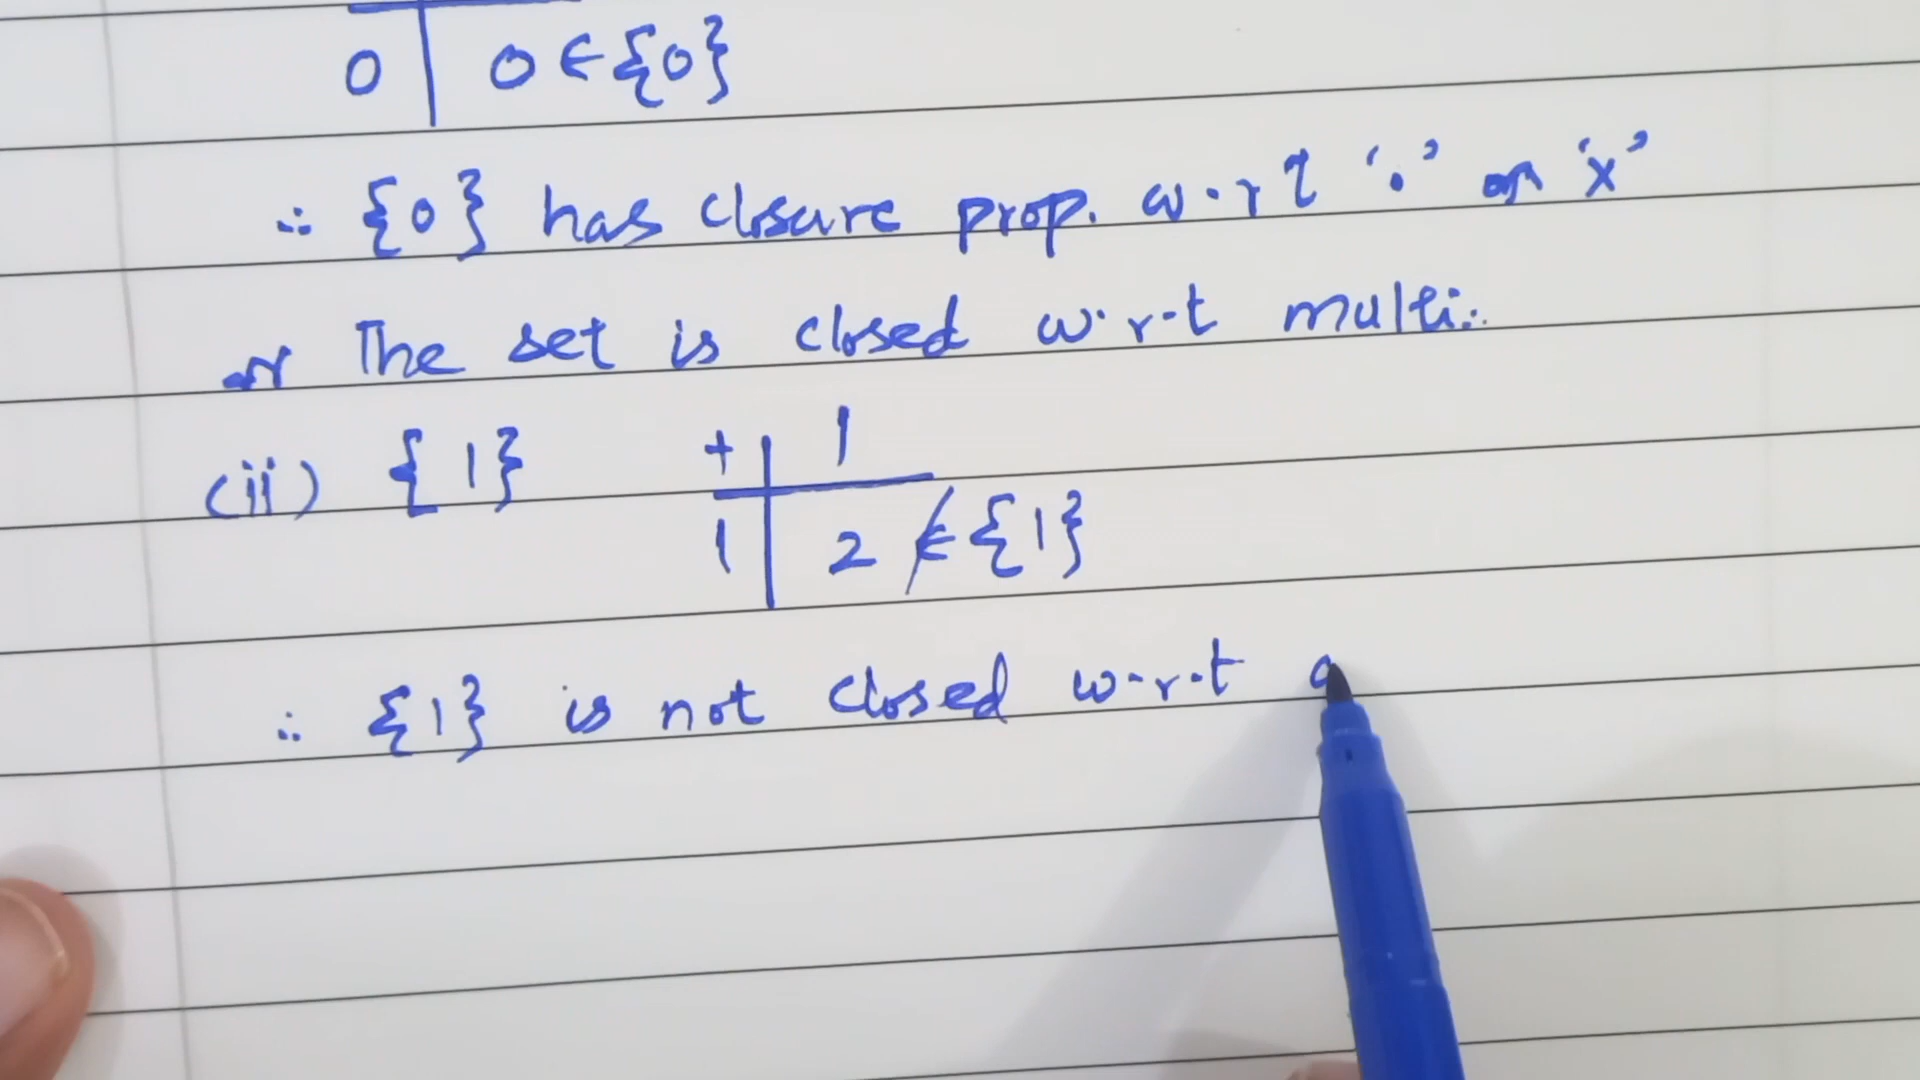 0 | 0 ∈ {0}
∴ {0} has closure prop. w.r.t '.' or 'x'
or The set is closed w.r.t multi.
(ii) {1} + | 1
1 | 2 ∉ {1}
∴ {1} is not closed w.r.t a